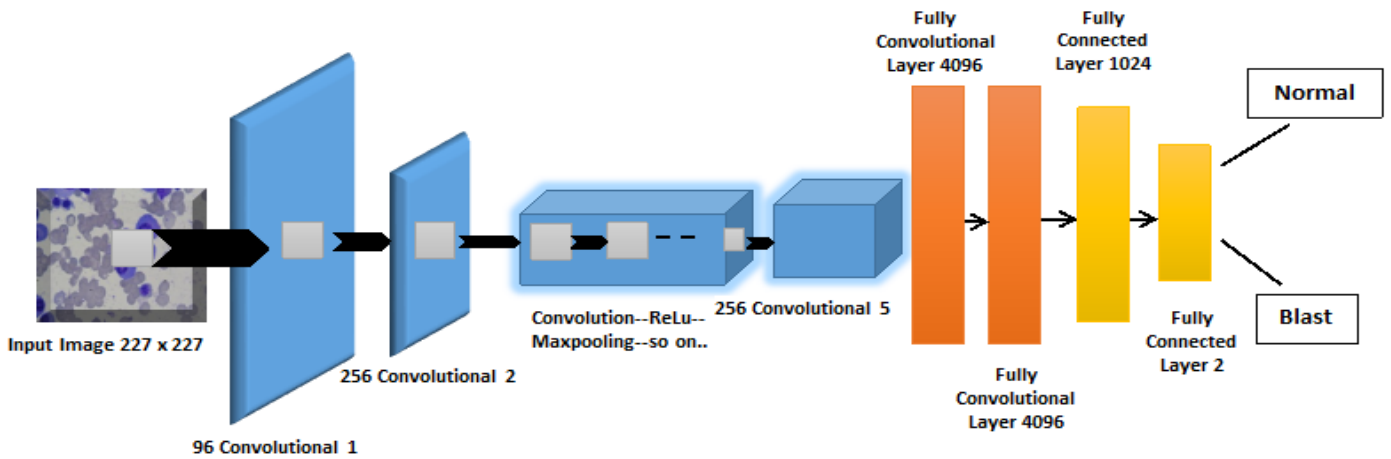 Input Image 227 x 227
96 Convolutional 1
256 Convolutional 2
Convolution--ReLu--
Maxpooling--so on..
256 Convolutional 5
Fully
Convolutional
Layer 4096
Fully
Convolutional
Layer 4096
Fully
Connected
Layer 1024
Fully
Connected
Layer 2
Normal
Blast